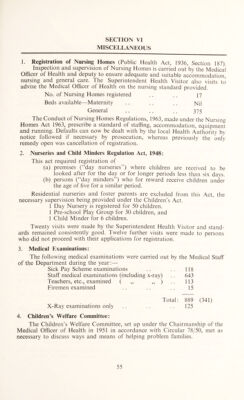 SECTION VI
MISCELLANEOUS
1. Registration of Nursing Homes (Public Health Act, 1936, Section 187)
Inspection and supervision of Nursing Homes is carried out by the Medical
Officer of Health and deputy to ensure adequate and suitable accommodation,
nursing and general care. The Superintendent Health Visitor also visits to
advise the Medical Officer of Health on the nursing standard provided.
No. of Nursing Homes registered .. .. 17
Beds available—Maternity .. .. .. Nil
General .. .. .. 375
The Conduct of Nursing Homes Regulations, 1963, made under the Nursing
Homes Act 1963, prescribe a standard of staffing, accommodation, equipment
and running. Defaults can now be dealt with by the local Health Authority by
notice followed if necessary by prosecution, whereas previously the only
remedy open was cancellation of registration.
2. Nurseries and Child Minders Regulation Act, 1948:
This act required registration of
(a) premises ("day nurseries") where children are received to be
looked after for the day or for longer periods less than six days.
(b) persons ("day minders") who for reward receive children under
the age of five for a similar period.
Residential nurseries and foster parents are excluded from this Act, the
necessary supervision being provided under the Children's Act.
1 Day Nursery is registered for 50 children.
1 Pre-school Play Group for 30 children, and
1 Child Minder for 6 children.
Twenty visits were made by the Superintendent Health Visitor and stand-
ards remained consistently good. Twelve further visits were made to persons
who did not proceed with their applications for registration.
3. Medical Examinations:
The following medical examinations were carried out by the Medical Staff
of the Department during the year:—
Sick Pay Scheme examinations .. 118
Staff medical examinations (including x-ray) .. 643
Teachers, etc., examined ( „ „ ) .. 113
Firemen examined .. .. 15
Total: 889 (341)
X-Ray examinations only .. .. 125
4. Children's Welfare Committee:
The Children's Welfare Committee, set up under the Chairmanship of the
Medical Officer of Health in 1951 in accordance with Circular 78/50, met as
necessary to discuss ways and means of helping problem families.
55